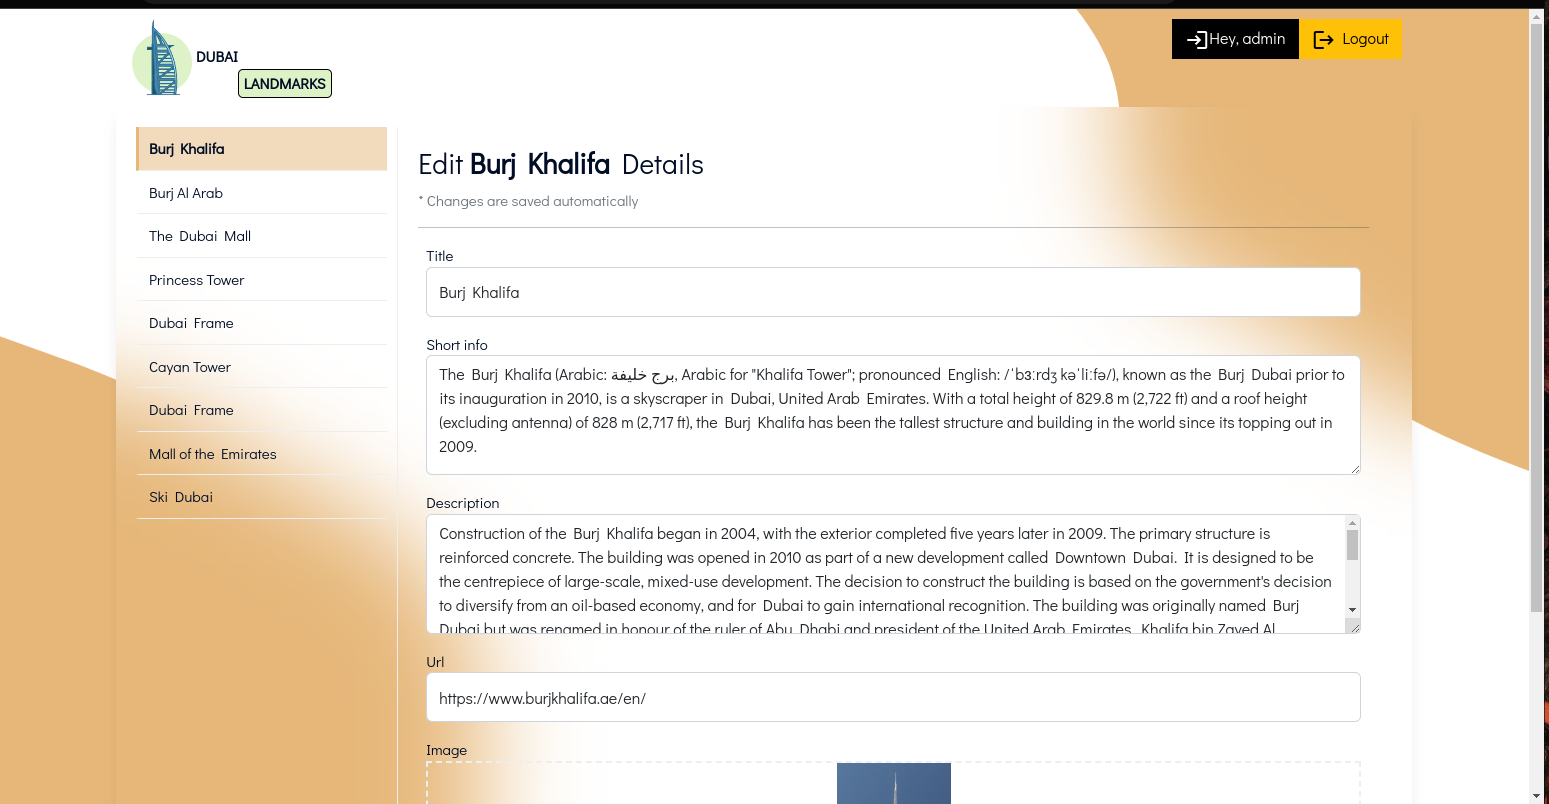 DUBAI
LANDMARKS
Hey, admin
Logout
Burj Khalifa
Burj Al Arab
The Dubai Mall
Princess Tower
Dubai Frame
Cayan Tower
Dubai Frame
Mall of the Emirates
Ski Dubai
Edit Burj Khalifa Details
* Changes are saved automatically
Title
Burj Khalifa
Short info
The Burj Khalifa (Arabic: برج خليفة, Arabic for "Khalifa Tower"; pronounced English: /ˈbɜːrdʒ kəˈliːfə/), known as the Burj Dubai prior to
its inauguration in 2010, is a skyscraper in Dubai, United Arab Emirates. With a total height of 829.8 m (2,722 ft) and a roof height
(excluding antenna) of 828 m (2,717 ft), the Burj Khalifa has been the tallest structure and building in the world since its topping out in
2009.
Description
Construction of the Burj Khalifa began in 2004, with the exterior completed five years later in 2009. The primary structure is
reinforced concrete. The building was opened in 2010 as part of a new development called Downtown Dubai. It is designed to be
the centrepiece of large-scale, mixed-use development. The decision to construct the building is based on the government's decision
to diversify from an oil-based economy, and for Dubai to gain international recognition. The building was originally named Burj
Dubai but was renamed in honour of the ruler of Abu Dhabi and president of the United Arab Emirates, Khalifa bin Zayed Al
Url
https://www.burjkhalifa.ae/en/
Image